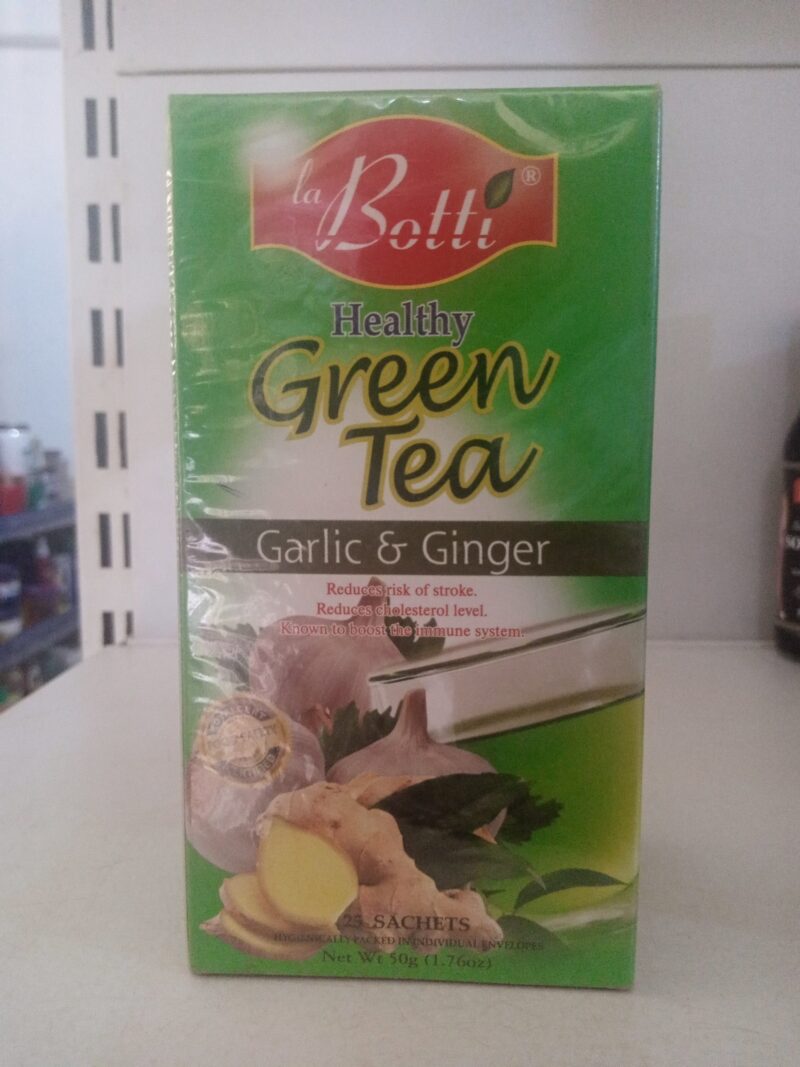 la Botti ®
Healthy
Green
Tea
Garlic & Ginger
Reduces risk of stroke.
Reduces cholesterol level.
Known to boost the immune system.
25 SACHETS
HYGIENICALLY PACKED IN INDIVIDUAL ENVELOPES
Net Wt 50g (1.76oz)